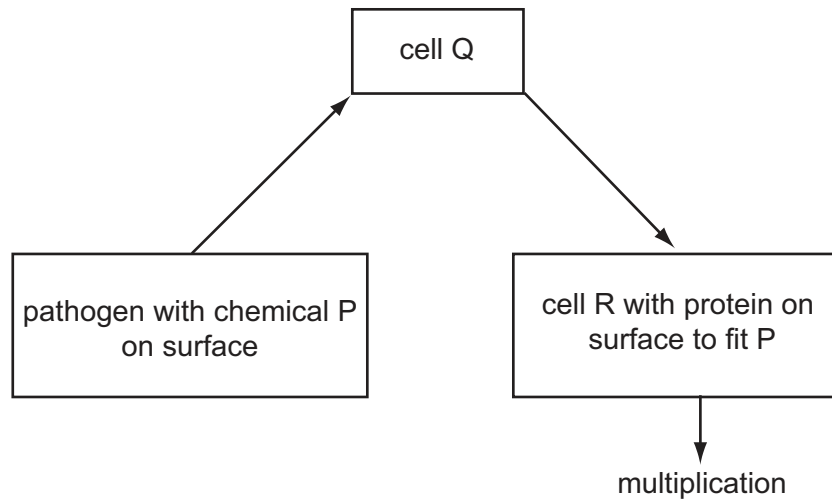 cell Q
pathogen with chemical P
on surface
cell R with protein on
surface to fit P
multiplication